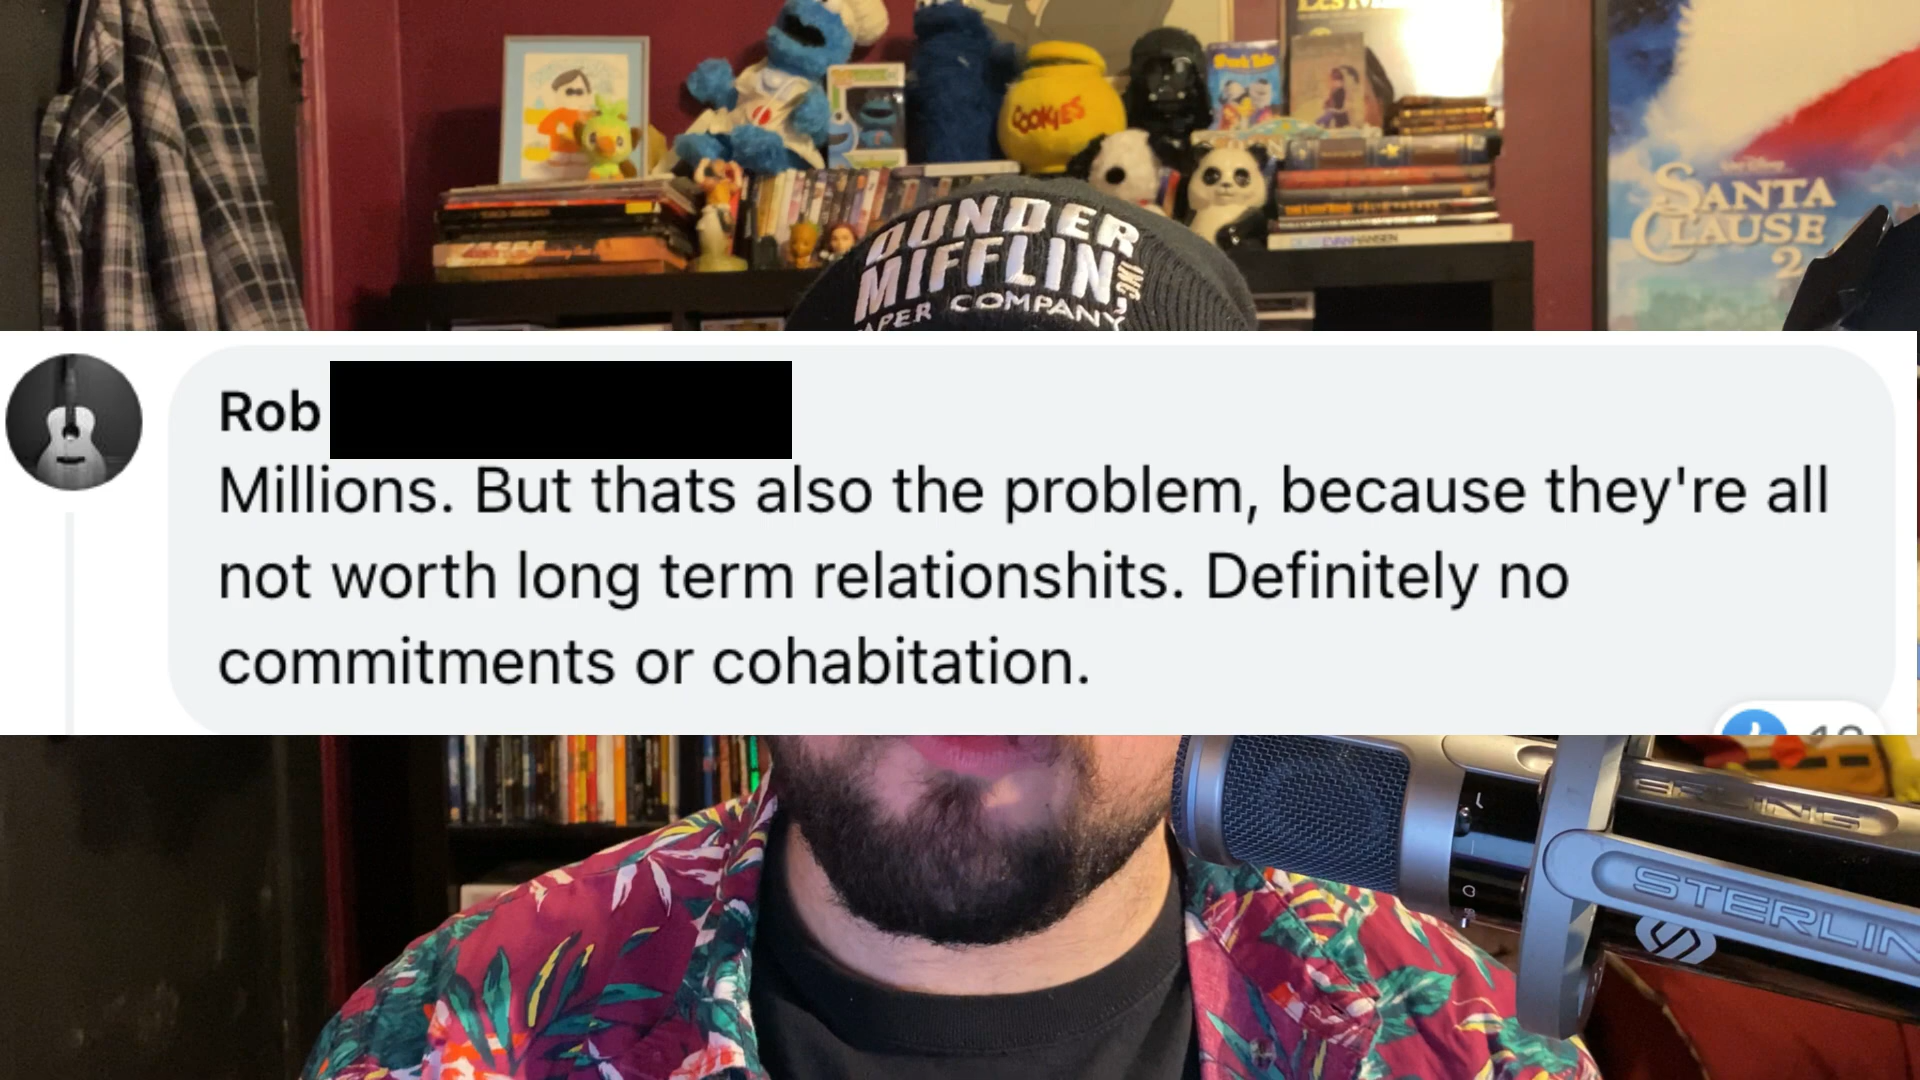 COOKIES
SANTA
CLAUSE
2
DUNDER
MIFFLIN, INC
PAPER COMPANY
Rob
Millions. But thats also the problem, because they're all
not worth long term relationshits. Definitely no
commitments or cohabitation.
STERLIN